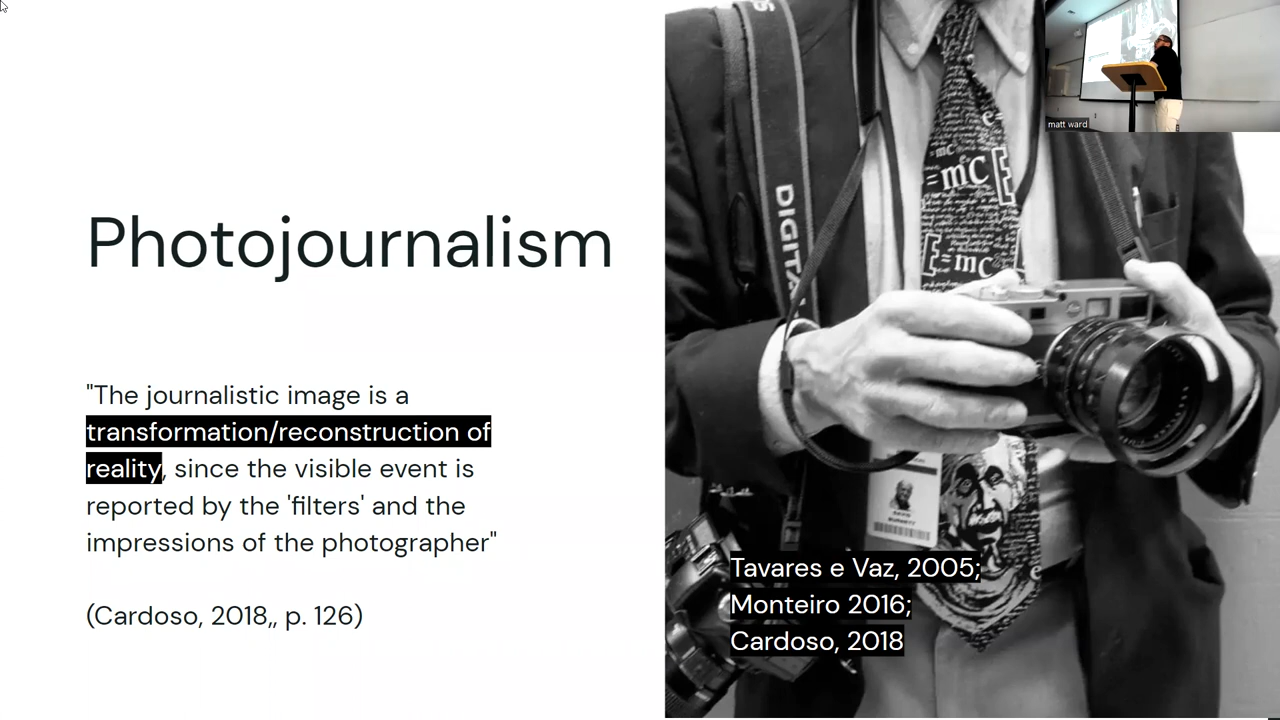 Photojournalism
"The journalistic image is a
transformation/reconstruction of
reality, since the visible event is
reported by the 'filters' and the
impressions of the photographer"
(Cardoso, 2018,, p. 126)
DIGITAL
e=
=mC
E
E=mC
Tavares e Vaz, 2005;
Monteiro 2016;
Cardoso, 2018
matt ward